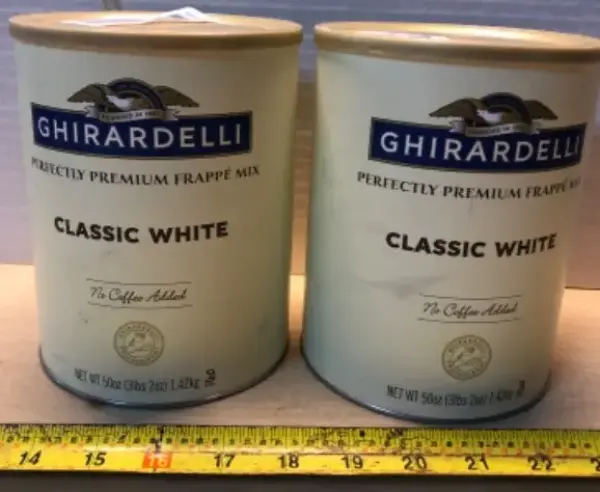 GHIRARDELLI
PERFECTLY PREMIUM FRAPPÉ MIX
CLASSIC WHITE
No Coffee Added
NET WT 50oz (3lbs 2oz) 1.42kg
GHIRARDELLI
PERFECTLY PREMIUM FRAPPÉ
CLASSIC WHITE
No Coffee Added
NET WT 50oz (3lbs 2oz) 1.42kg
14 15 16 17 18 19 20 21 22